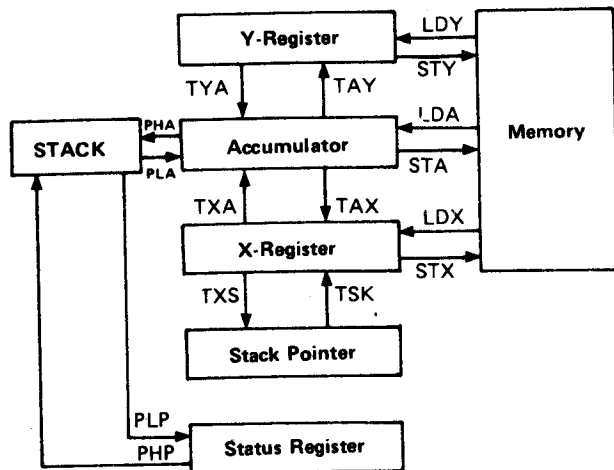 Y-Register
LDY
STY
TYA
TAY
STACK
PHA
PLA
Accumulator
LDA
STA
Memory
TXA
TAX
X-Register
LDX
STX
TXS
TSK
Stack Pointer
PLP
PHP
Status Register